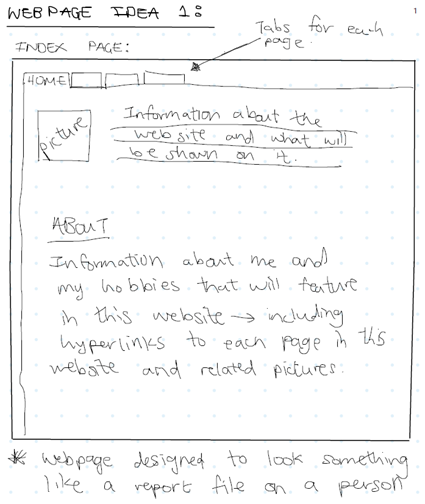 WEBPAGE IDEA 1:
1
Tabs for each
page.
INDEX PAGE:
HOME
picture
Information about the
website and what will
be shown on it.
ABOUT
Information about me and
my hobbies that will feature
in this website → including
hyperlinks to each page in this
website and related pictures.
* webpage designed to look something
like a report file on a person